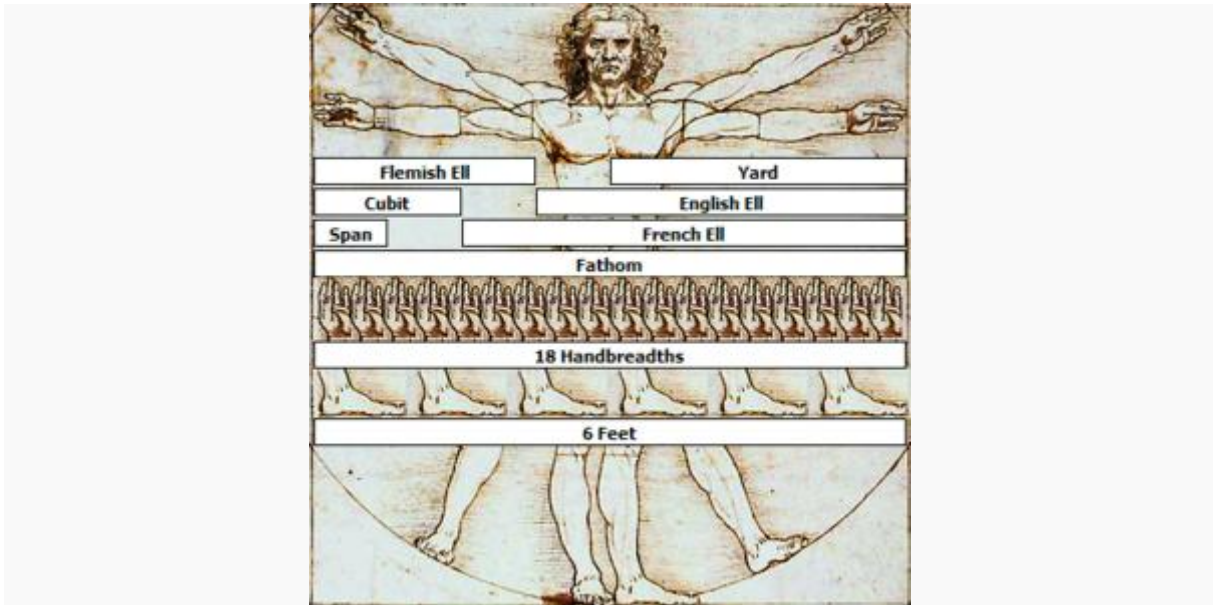 Flemish Ell Yard
Cubit English Ell
Span French Ell
Fathom
18 Handbreadths
6 Feet